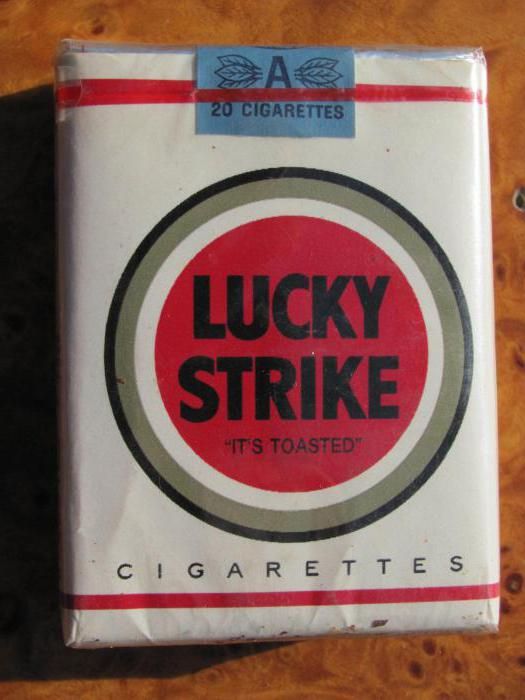 A
20 CIGARETTES
LUCKY
STRIKE
"IT'S TOASTED"
CIGARETTES